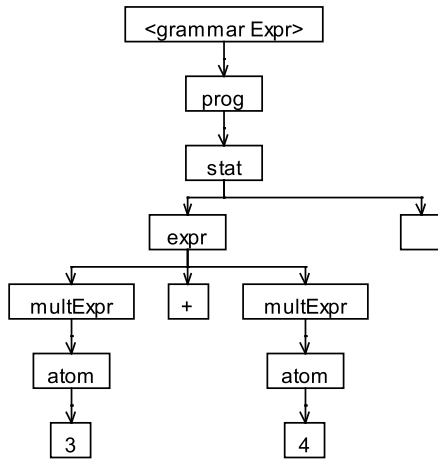 <grammar Expr>
prog
stat
expr
multExpr + multExpr
atom atom
3 4